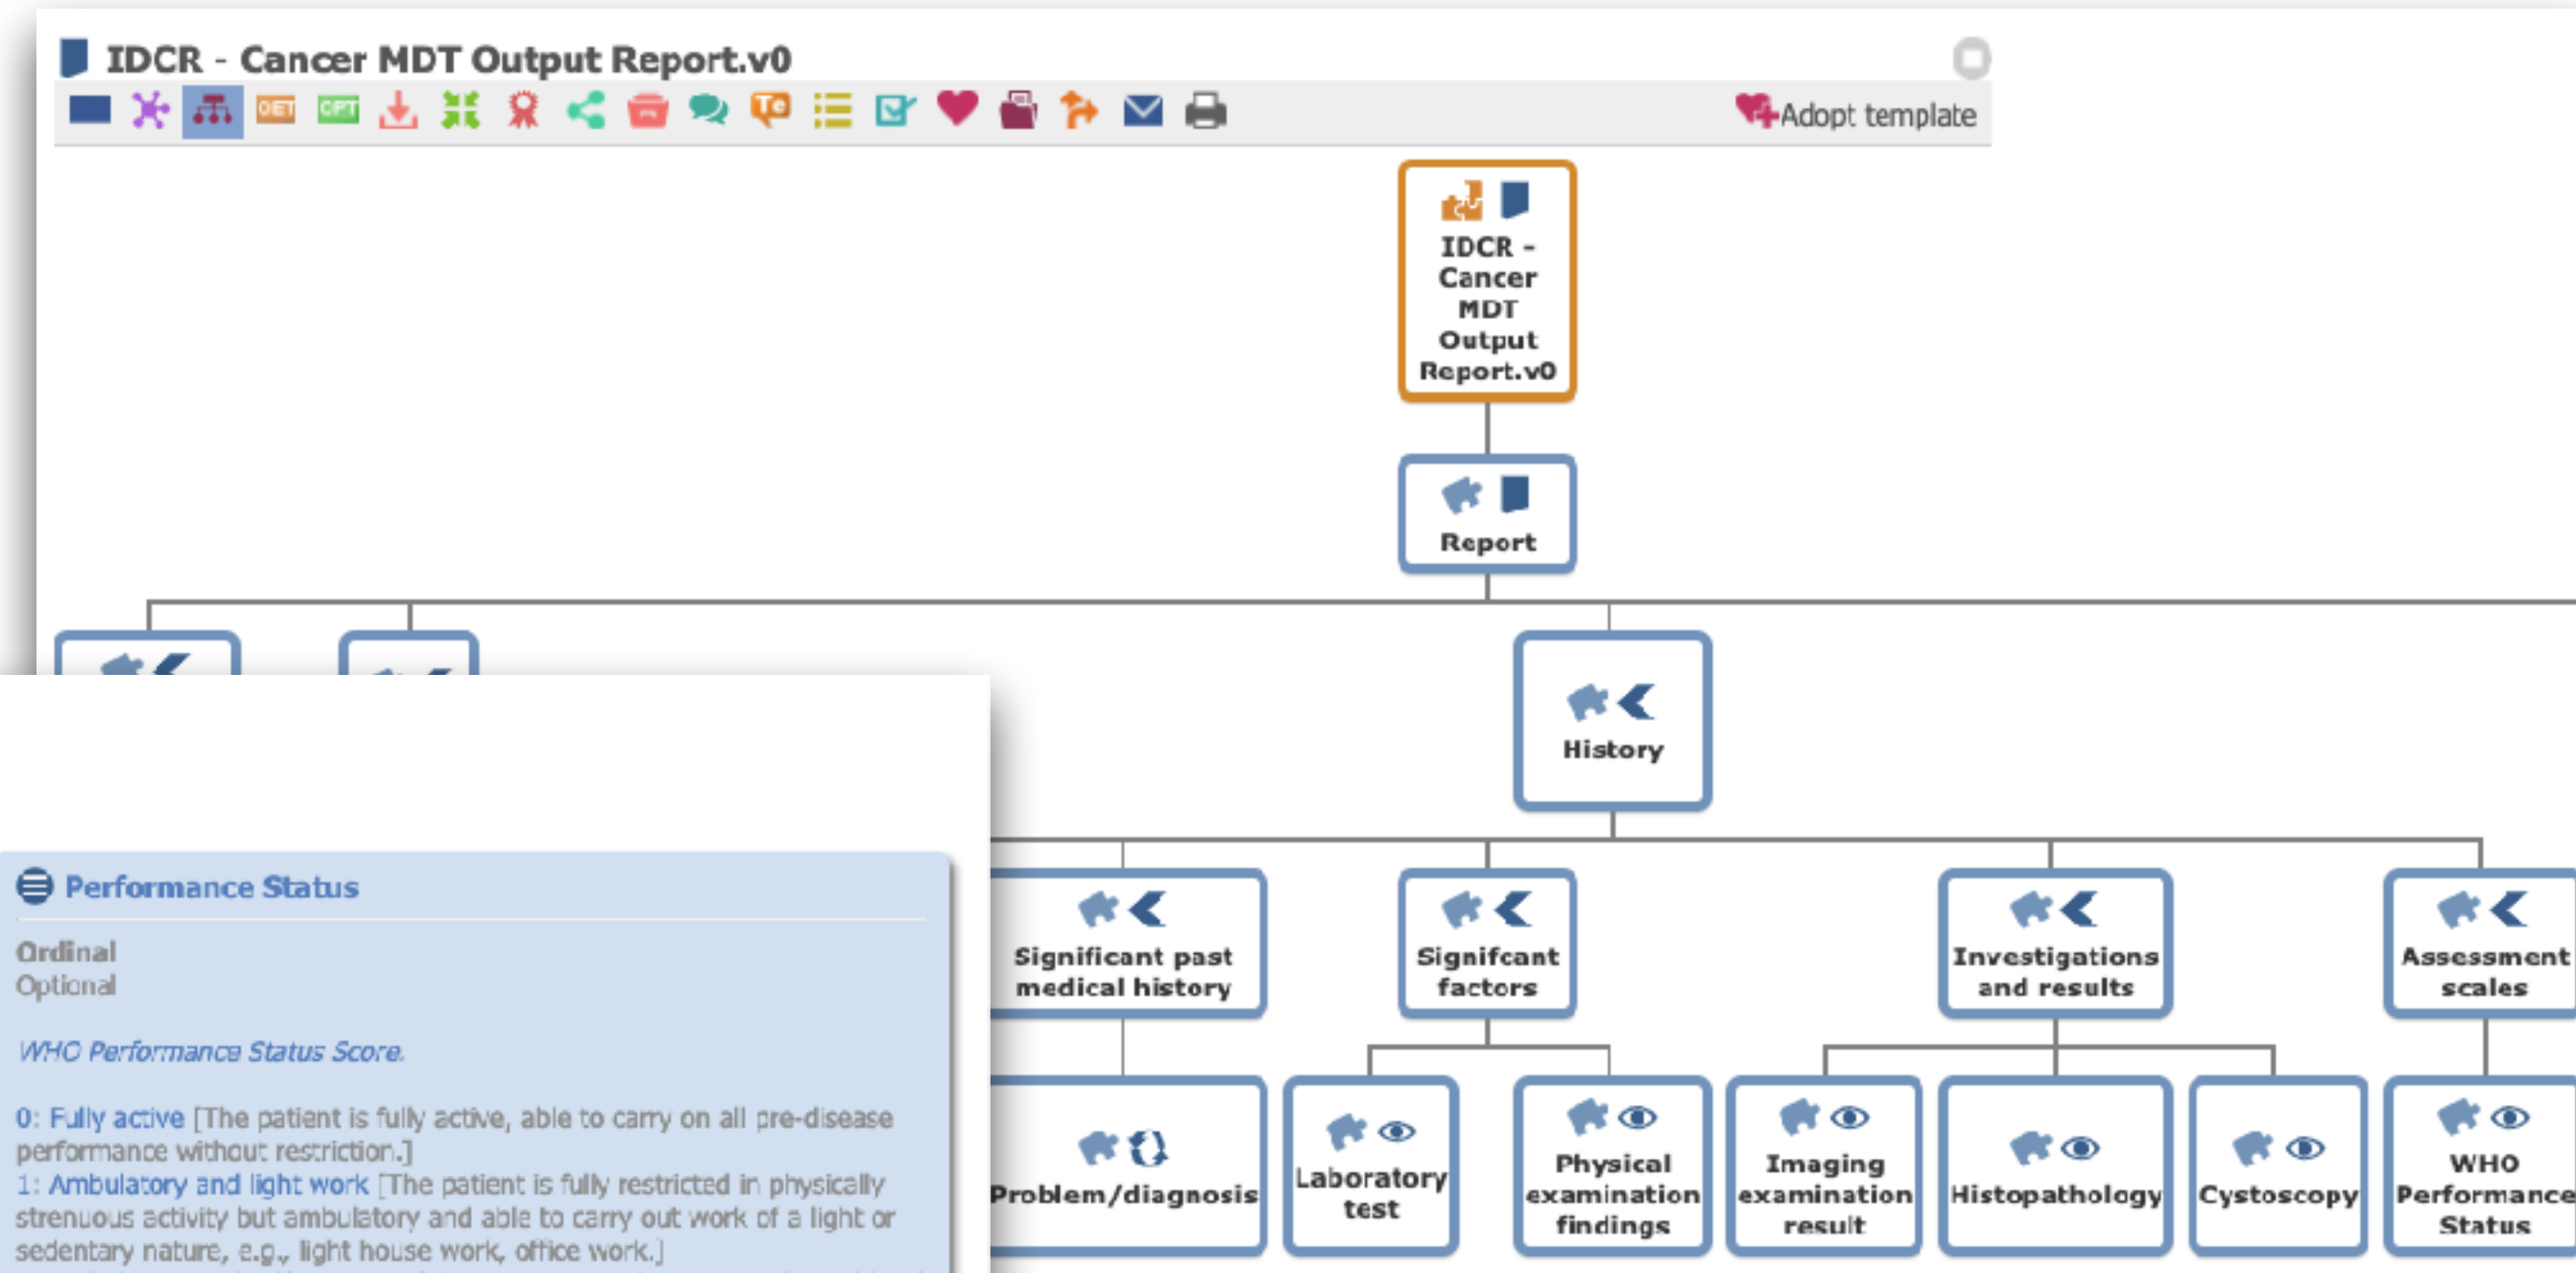 IDCR - Cancer MDT Output Report.v0
OET
OPT
Te
Adopt template
IDCR -
Cancer
MDT
Output
Report.v0
Report
History
Significant past
medical history
Signifcant
factors
Investigations
and results
Assessment
scales
Problem/diagnosis
Laboratory
test
Physical
examination
findings
Imaging
examination
result
Histopathology
Cystoscopy
WHO
Performance
Status
Performance Status
Ordinal
Optional
WHO Performance Status Score.
0: Fully active [The patient is fully active, able to carry on all pre-disease
performance without restriction.]
1: Ambulatory and light work [The patient is fully restricted in physically
strenuous activity but ambulatory and able to carry out work of a light or
sedentary nature, e.g., light house work, office work.]